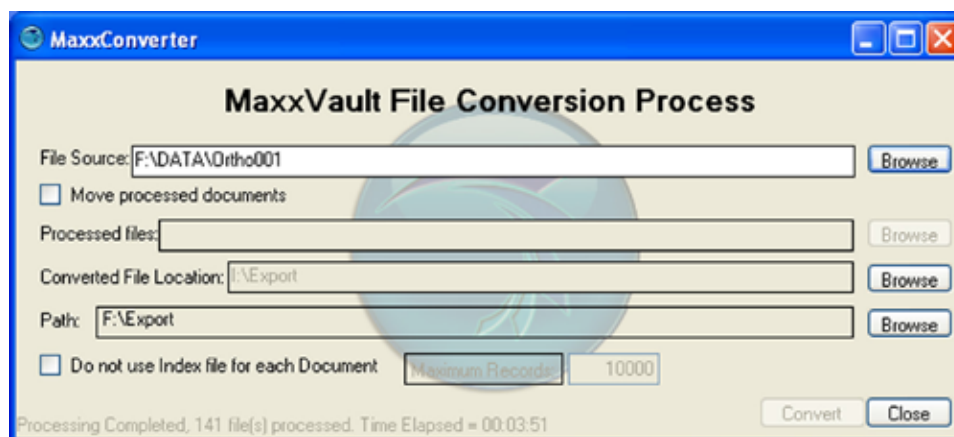 MaxxConverter
MaxxVault File Conversion Process
File Source: F:\DATA\Ortho001 Browse
Move processed documents
Processed files: Browse
Converted File Location: I:\Export Browse
Path: F:\Export Browse
Do not use Index file for each Document Maximum Records: 10000
Convert Close
Processing Completed, 141 file(s) processed. Time Elapsed = 00:03:51